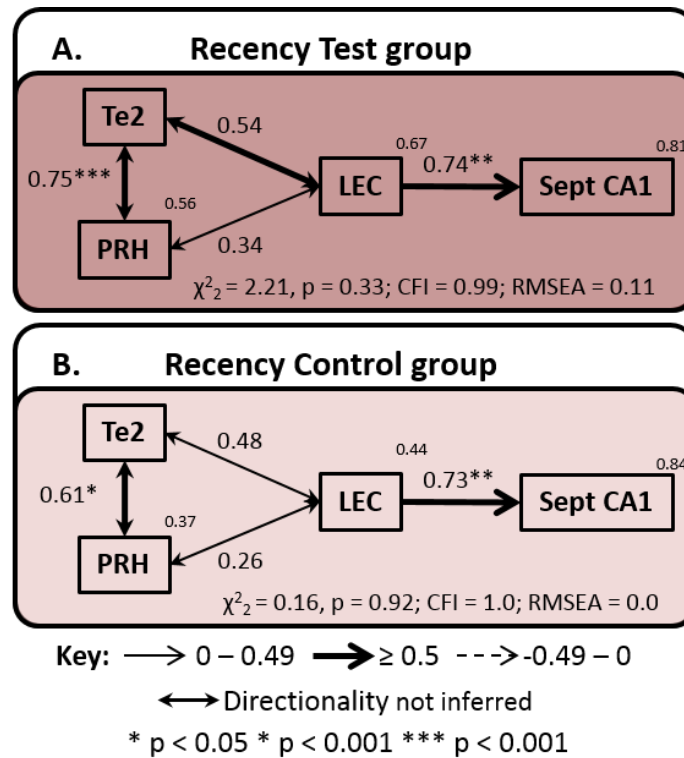 A. Recency Test group
Te2
0.54
0.67
0.74**
0.81
0.75***
LEC
Sept CA1
0.56
PRH
0.34
χ²₂ = 2.21, p = 0.33; CFI = 0.99; RMSEA = 0.11
B. Recency Control group
Te2
0.48
0.44
0.73**
0.84
0.61*
LEC
Sept CA1
0.37
PRH
0.26
χ²₂ = 0.16, p = 0.92; CFI = 1.0; RMSEA = 0.0
Key: 0 – 0.49 ≥ 0.5 -0.49 – 0
Directionality not inferred
* p < 0.05 * p < 0.001 *** p < 0.001